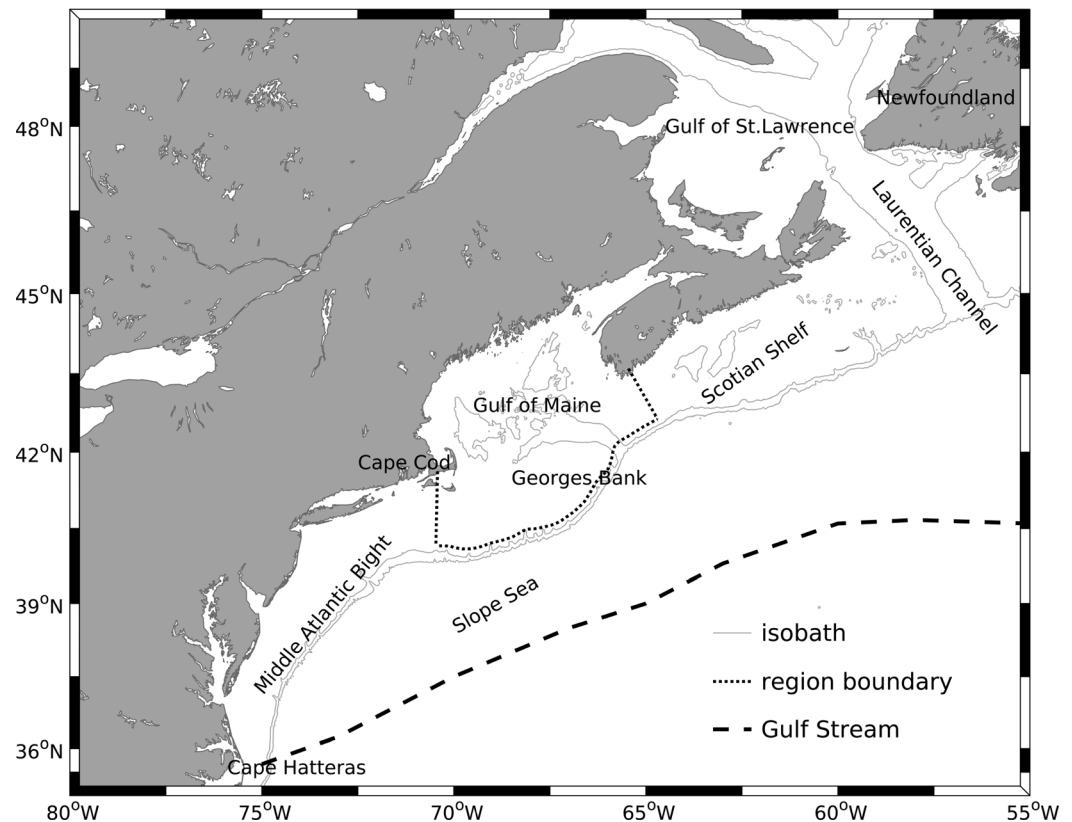 Newfoundland
48°N
Gulf of St.Lawrence
Laurentian Channel
45°N
Scotian Shelf
Gulf of Maine
42°N
Cape Cod
Georges Bank
Middle Atlantic Bight
Slope Sea
39°N
isobath
region boundary
Gulf Stream
36°N
Cape Hatteras
80°W
75°W
70°W
65°W
60°W
55°W